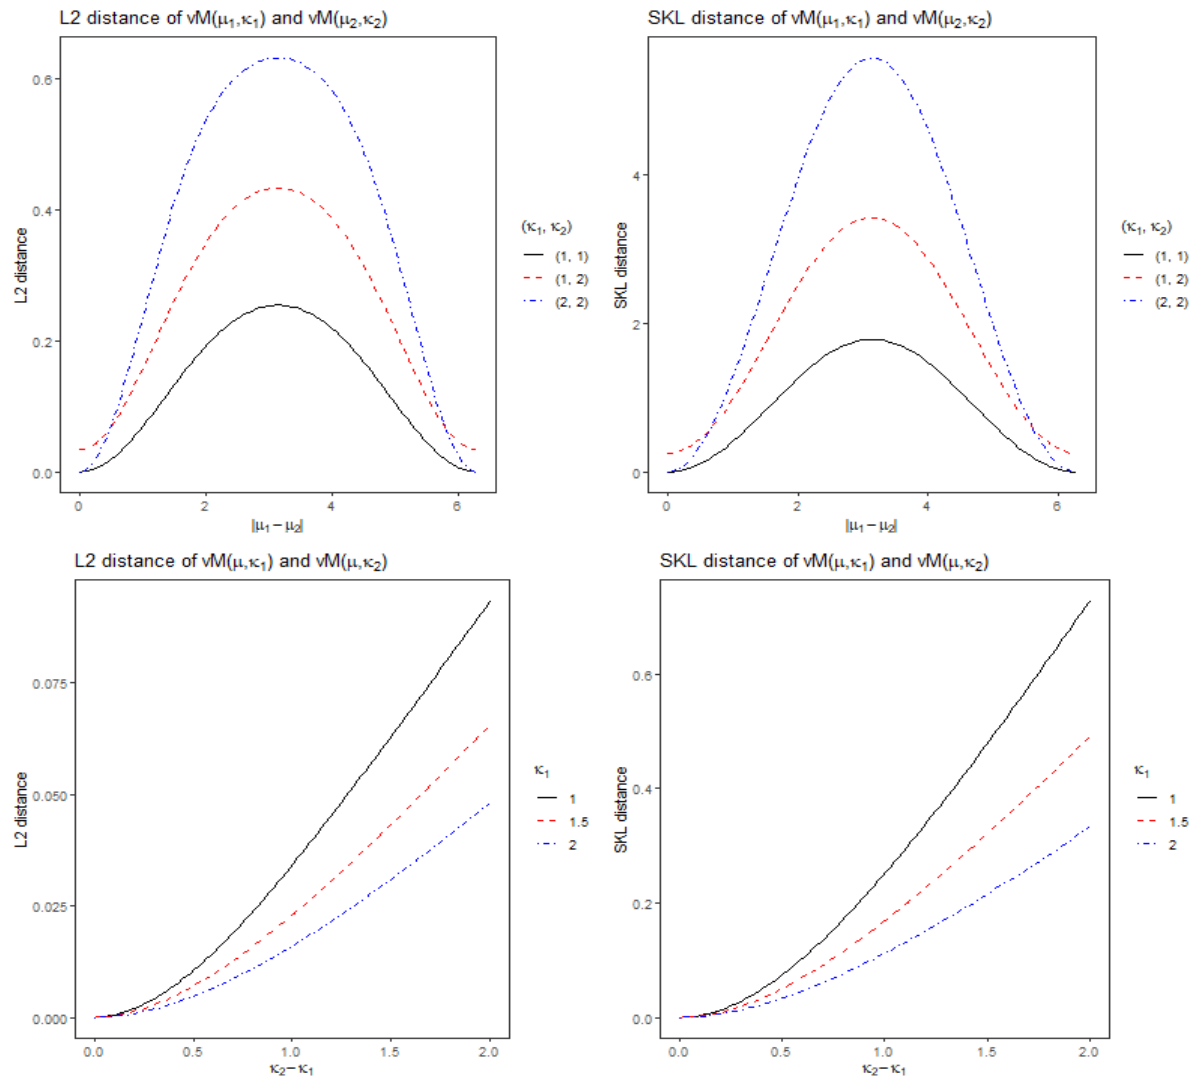 L2 distance of vM(μ₁,κ₁) and vM(μ₂,κ₂)
0.6
0.4
0.2
0.0
L2 distance
0
2
4
6
|μ₁−μ₂|
(κ₁, κ₂)
(1, 1)
(1, 2)
(2, 2)
SKL distance of vM(μ₁,κ₁) and vM(μ₂,κ₂)
4
2
0
SKL distance
0
2
4
6
|μ₁−μ₂|
(κ₁, κ₂)
(1, 1)
(1, 2)
(2, 2)
L2 distance of vM(μ,κ₁) and vM(μ,κ₂)
0.075
0.050
0.025
0.000
L2 distance
0.0
0.5
1.0
1.5
2.0
κ₂−κ₁
κ₁
1
1.5
2
SKL distance of vM(μ,κ₁) and vM(μ,κ₂)
0.6
0.4
0.2
0.0
SKL distance
0.0
0.5
1.0
1.5
2.0
κ₂−κ₁
κ₁
1
1.5
2